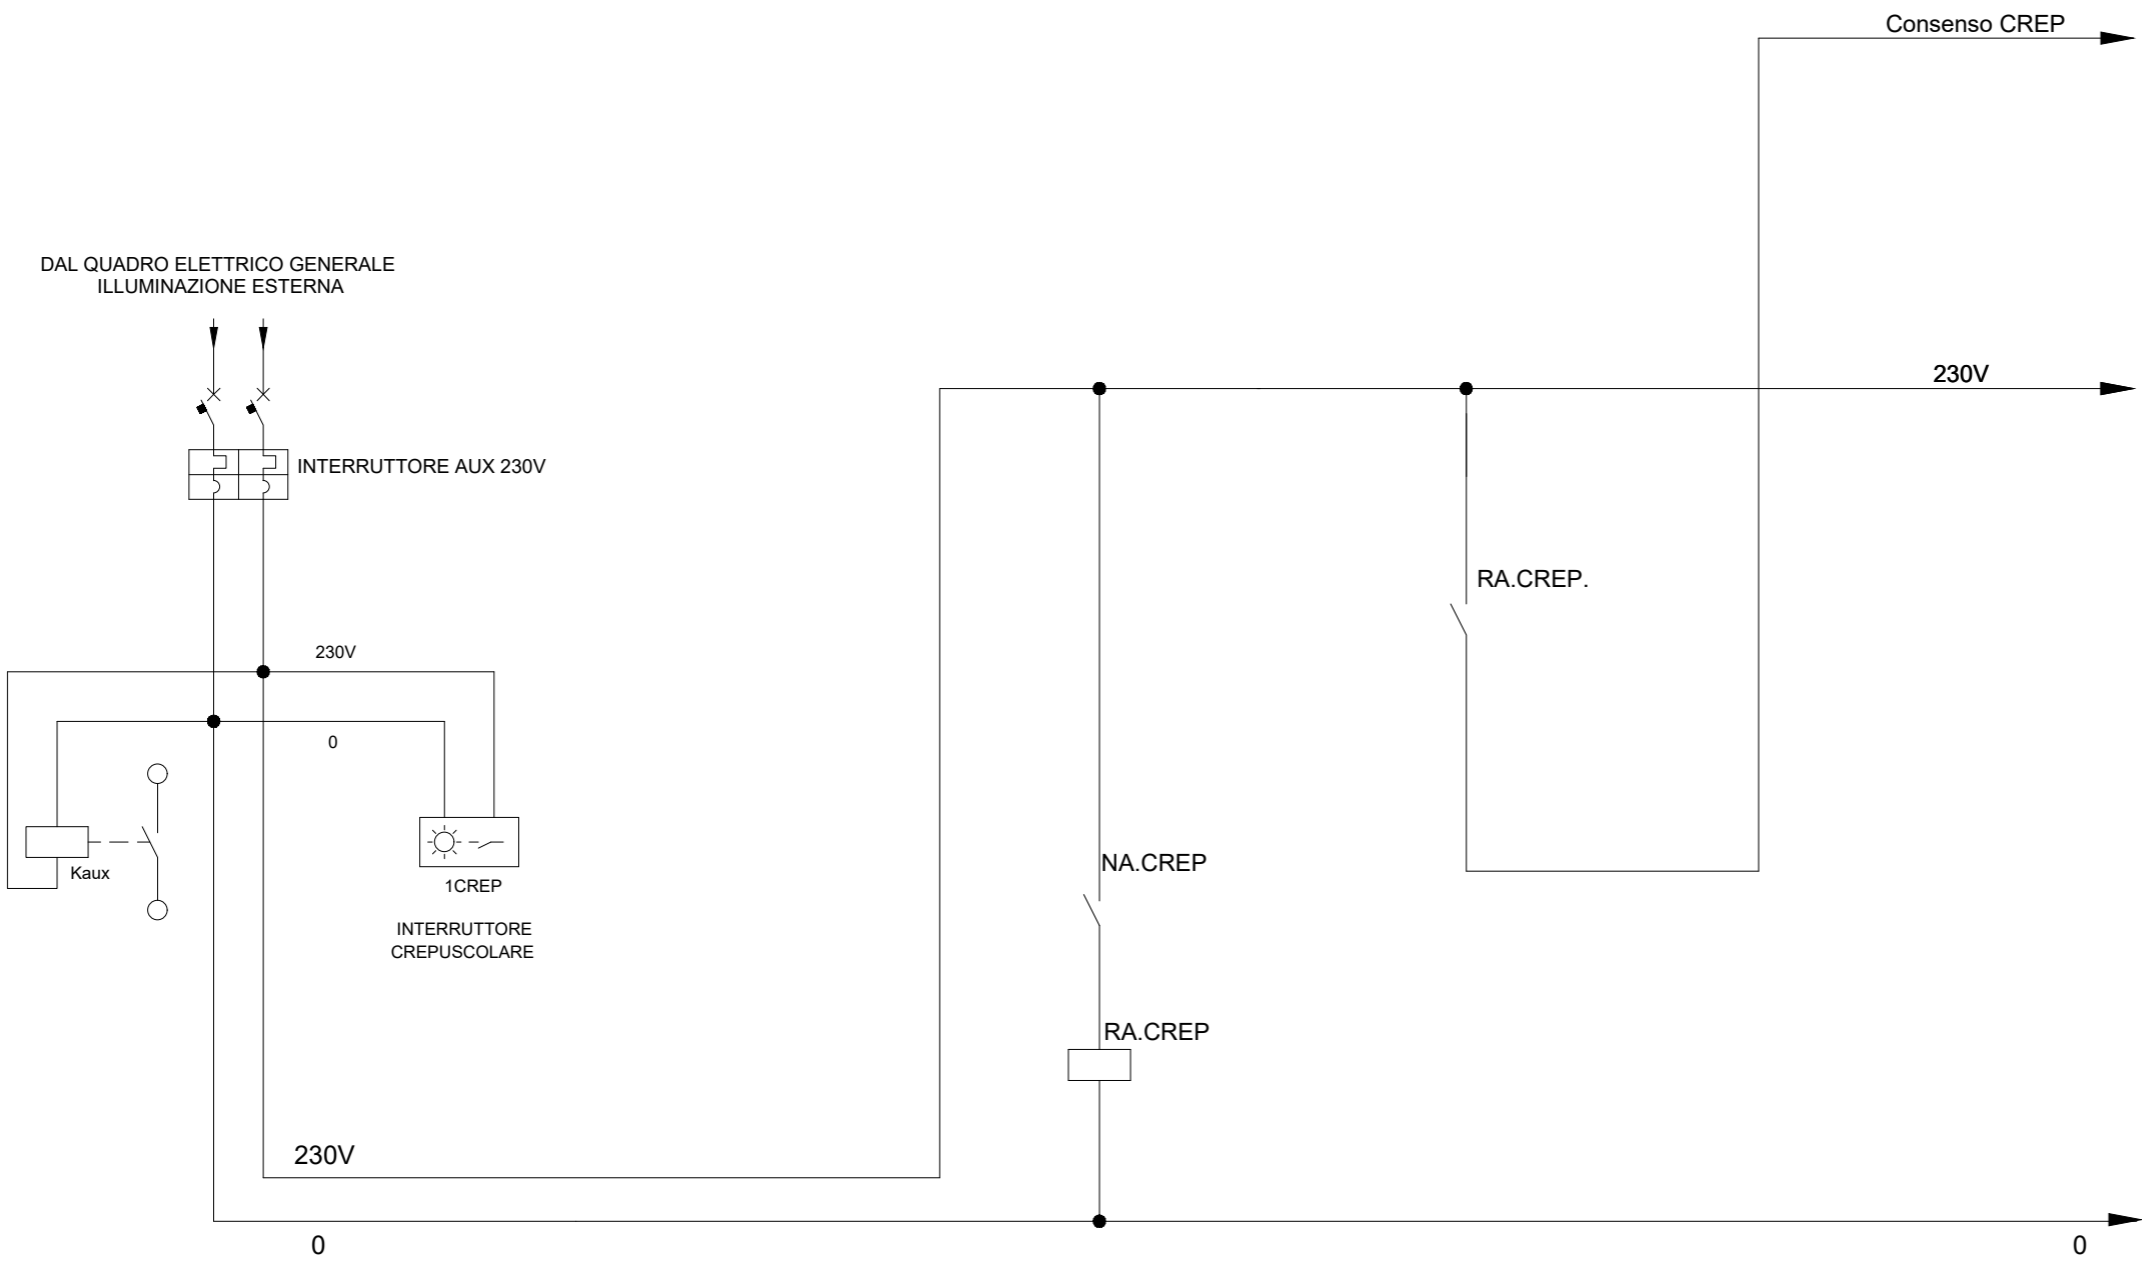 Consenso CREP
DAL QUADRO ELETTRICO GENERALE
ILLUMINAZIONE ESTERNA
230V
INTERRUTTORE AUX 230V
RA.CREP.
230V
0
NA.CREP
Kaux
1CREP
INTERRUTTORE
CREPUSCOLARE
RA.CREP
230V
0
0